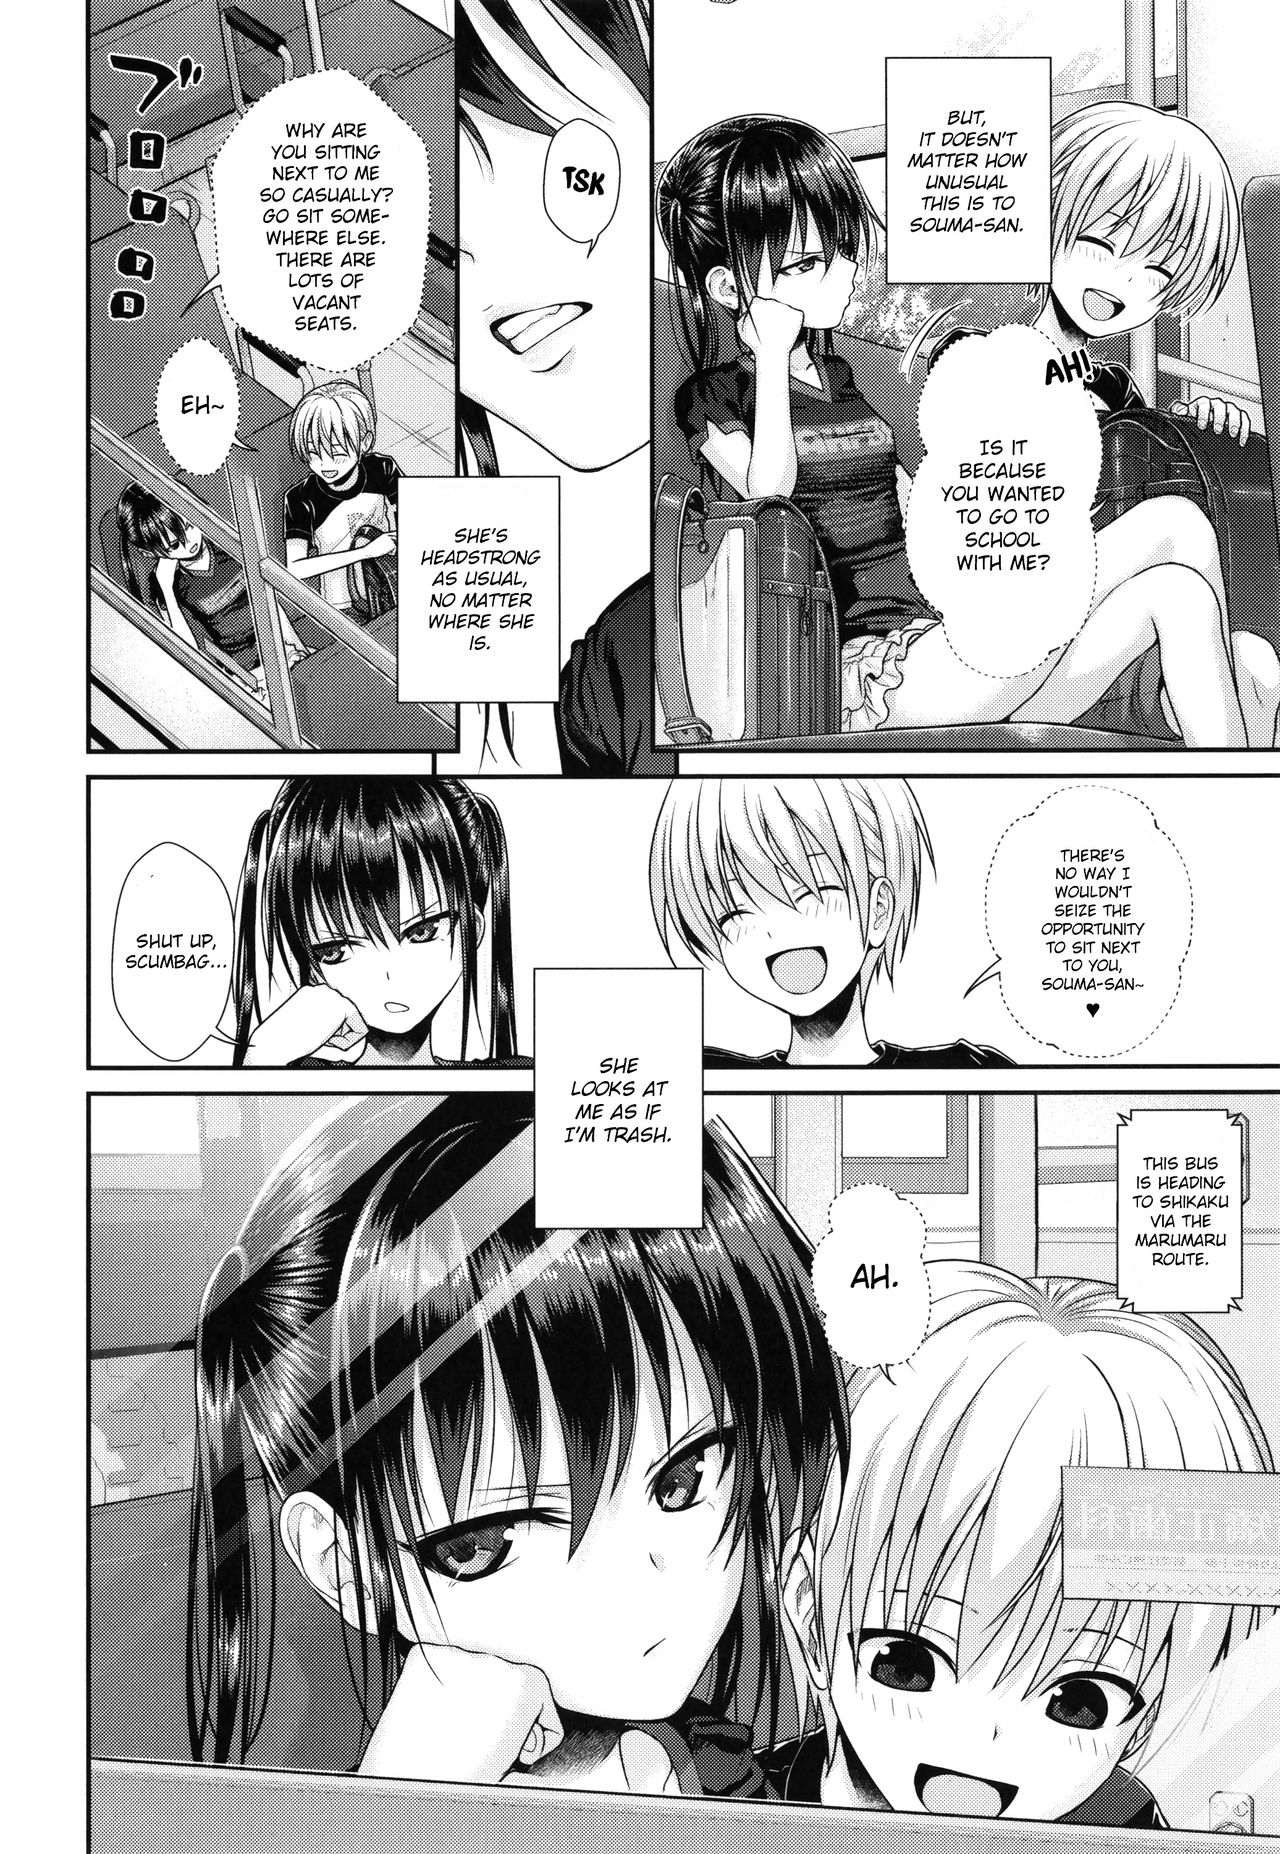 BUT,
IT DOESN'T
MATTER HOW
UNUSUAL
THIS IS TO
SOUMA-SAN.
AH!
IS IT
BECAUSE
YOU WANTED
TO GO TO
SCHOOL
WITH ME?
TSK
SHE'S
HEADSTRONG
AS USUAL,
NO MATTER
WHERE SHE
IS.
WHY ARE
YOU SITTING
NEXT TO ME
SO CASUALLY?
GO SIT SOME-
WHERE ELSE.
THERE ARE
LOTS OF
VACANT
SEATS.
EH~
ブロロロロ
THERE'S
NO WAY I
WOULDN'T
SEIZE THE
OPPORTUNITY
TO SIT NEXT
TO YOU,
SOUMA-SAN~
♥
SHUT UP,
SCUMBAG...
SHE
LOOKS AT
ME AS IF
I'M TRASH.
THIS BUS
IS HEADING
TO SHIKAKU
VIA THE
MARUMARU
ROUTE.
AH.